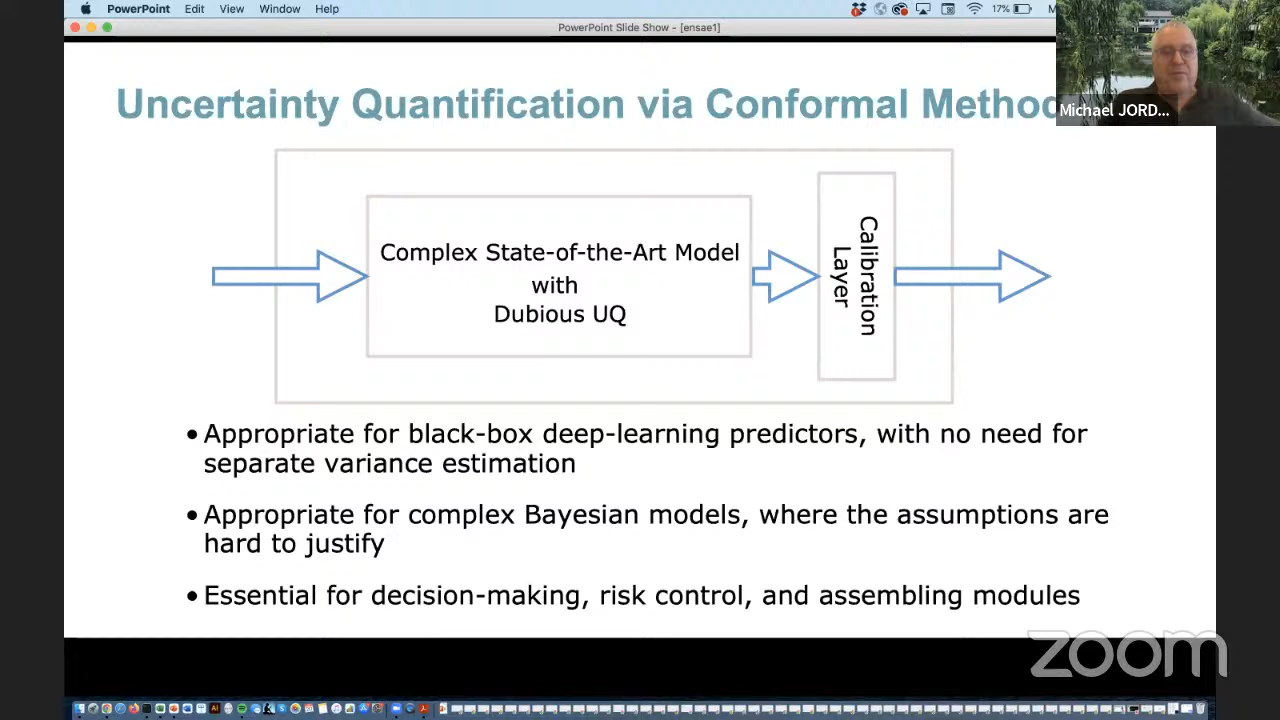 PowerPoint Edit View Window Help
17%
PowerPoint Slide Show - [ensae1]
Michael JORD...
Uncertainty Quantification via Conformal Method
Complex State-of-the-Art Model
with
Dubious UQ
Calibration
Layer
•Appropriate for black-box deep-learning predictors, with no need for
separate variance estimation
•Appropriate for complex Bayesian models, where the assumptions are
hard to justify
•Essential for decision-making, risk control, and assembling modules
zoom